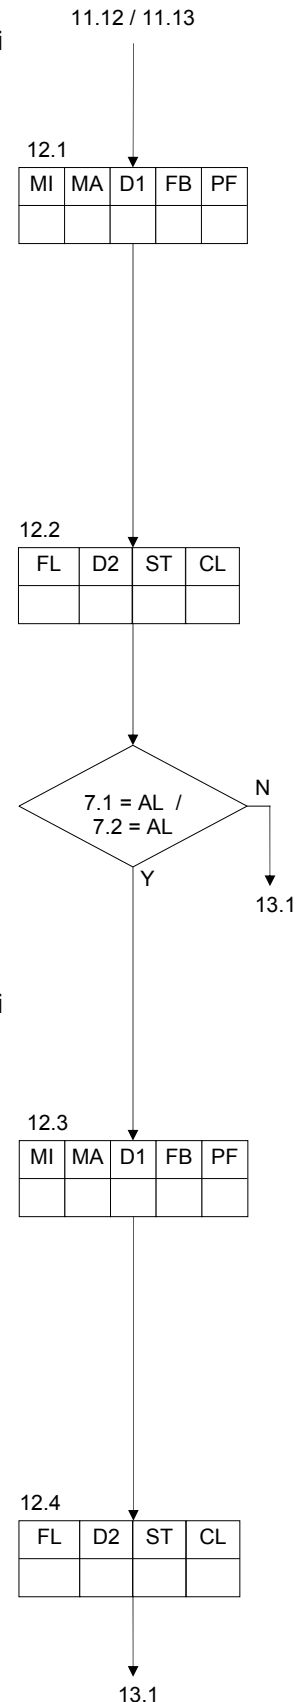 11.12 / 11.13
i
12.1
MI MA D1 FB PF
12.2
FL D2 ST CL
7.1 = AL /
7.2 = AL
N
Y
13.1
i
12.3
MI MA D1 FB PF
12.4
FL D2 ST CL
13.1